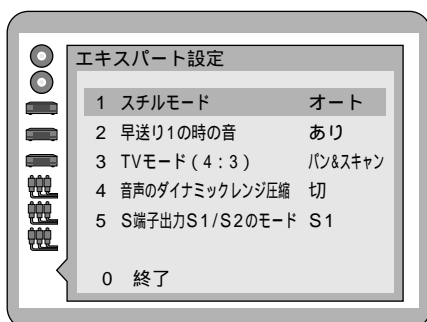 エキスパート設定
1 スチルモード オート
2 早送り1の時の音 あり
3 TVモード(4:3) パン&スキャン
4 音声のダイナミックレンジ圧縮 切
5 S端子出力S1/S2のモード S1
0 終了